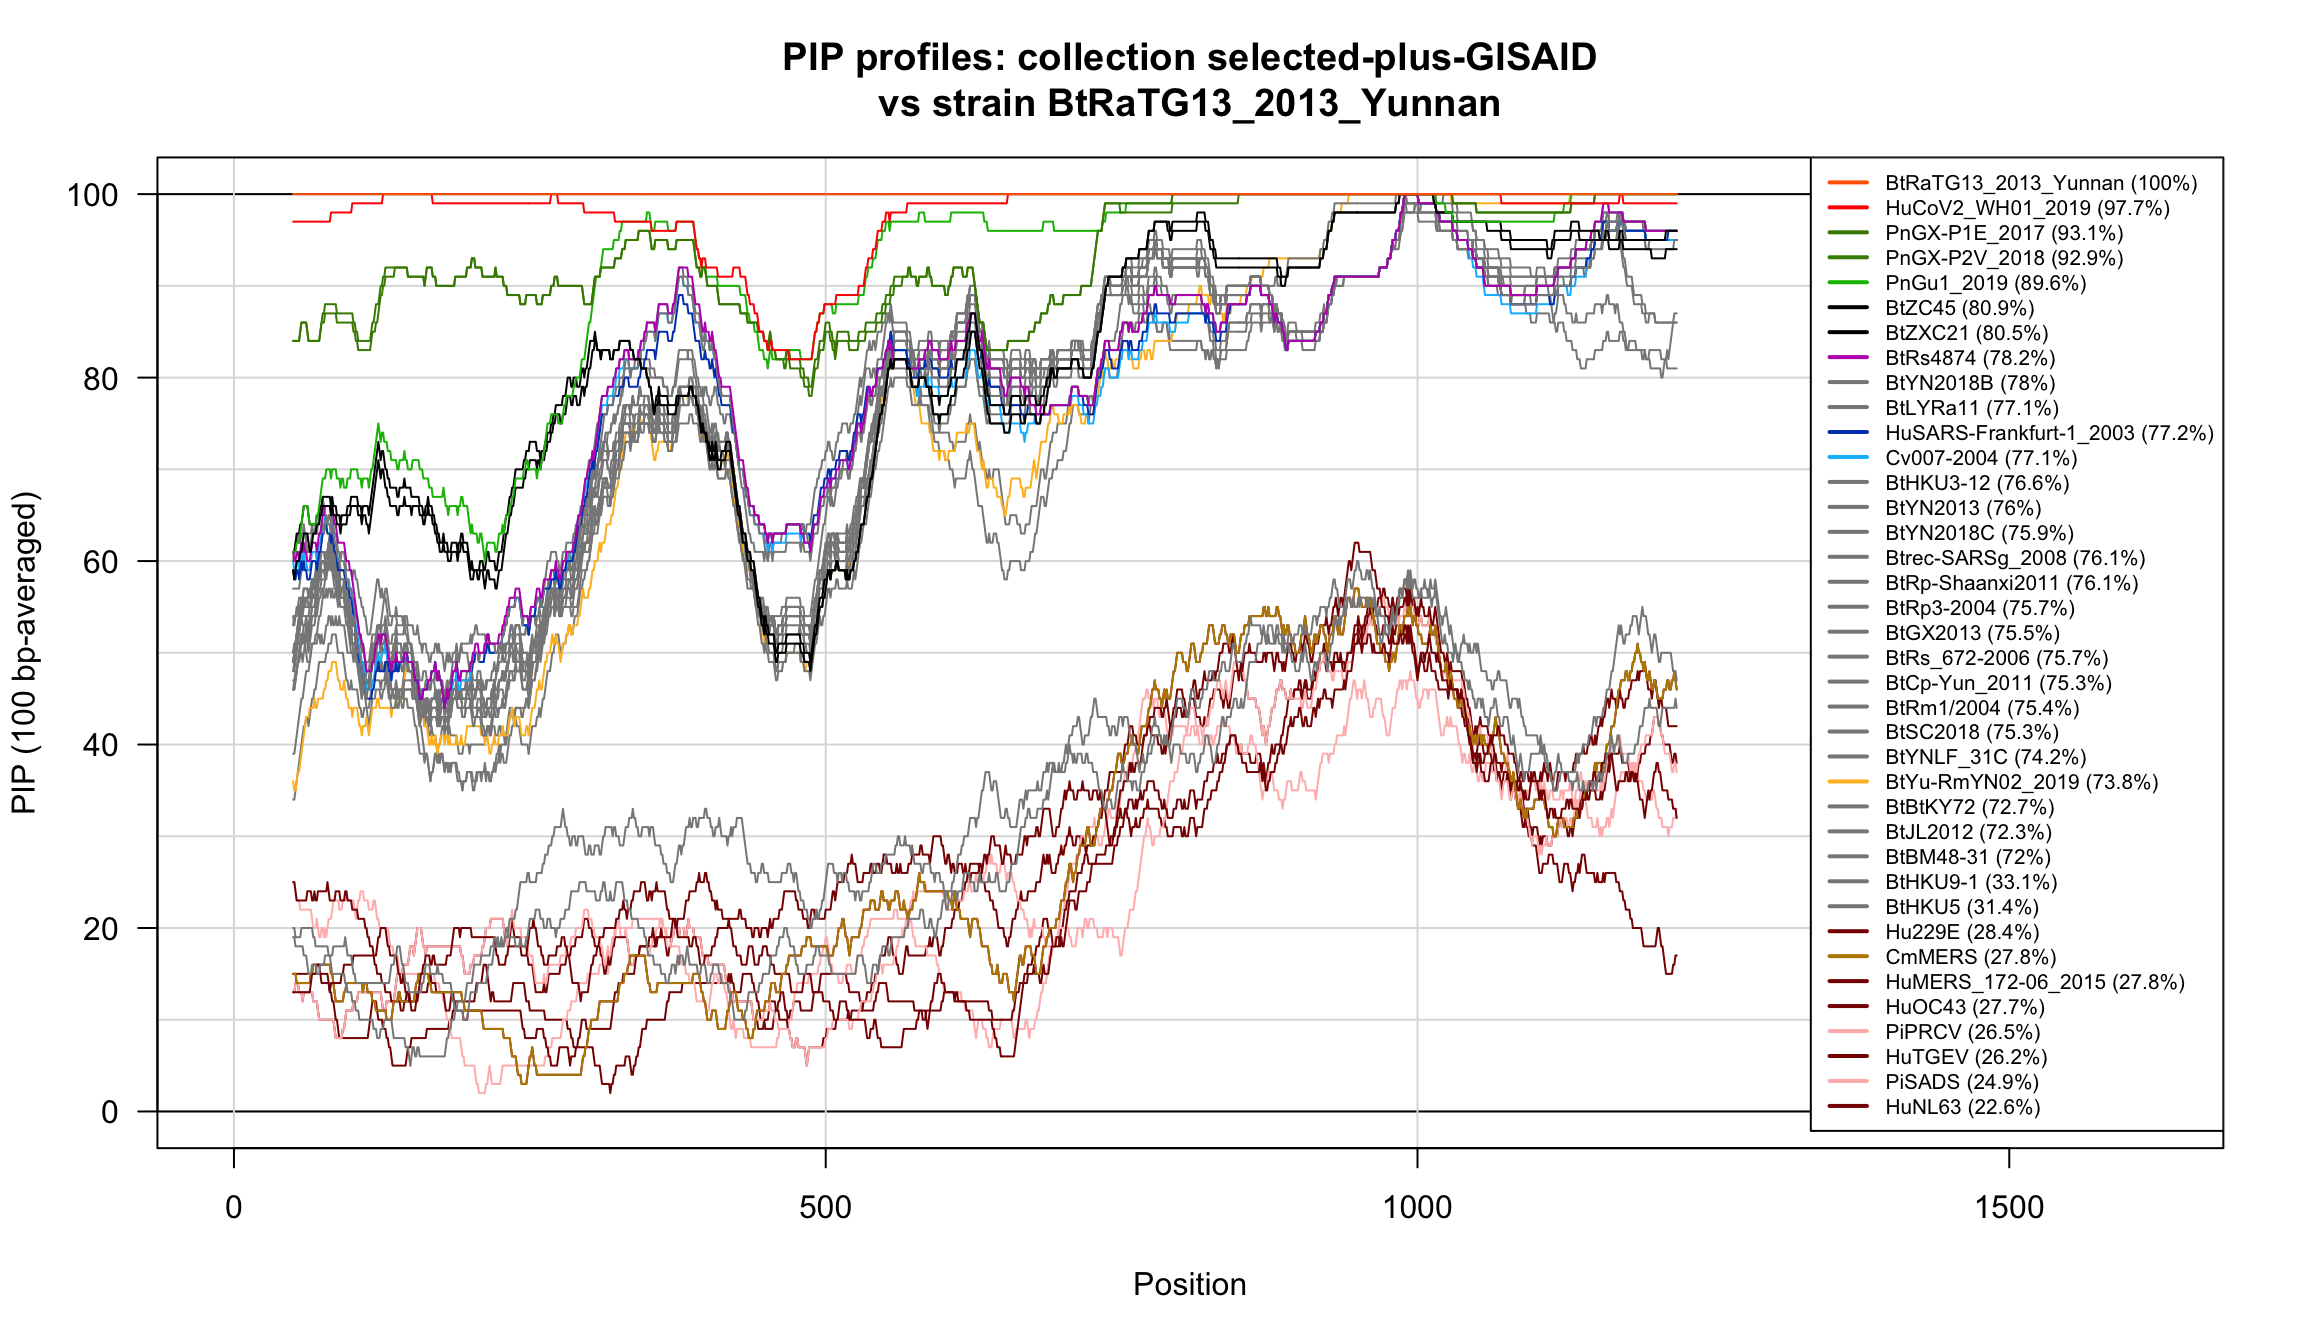 PIP profiles: collection selected-plus-GISAID
vs strain BtRaTG13_2013_Yunnan
PIP (100 bp-averaged)
100
80
60
40
20
0
0
500
1000
1500
Position
BtRaTG13_2013_Yunnan (100%)
HuCoV2_WH01_2019 (97.7%)
PnGX-P1E_2017 (93.1%)
PnGX-P2V_2018 (92.9%)
PnGu1_2019 (89.6%)
BtZC45 (80.9%)
BtZXC21 (80.5%)
BtRs4874 (78.2%)
BtYN2018B (78%)
BtLYRa11 (77.1%)
HuSARS-Frankfurt-1_2003 (77.2%)
Cv007-2004 (77.1%)
BtHKU3-12 (76.6%)
BtYN2013 (76%)
BtYN2018C (75.9%)
Btrec-SARSg_2008 (76.1%)
BtRp-Shaanxi2011 (76.1%)
BtRp3-2004 (75.7%)
BtGX2013 (75.5%)
BtRs_672-2006 (75.7%)
BtCp-Yun_2011 (75.3%)
BtRm1/2004 (75.4%)
BtSC2018 (75.3%)
BtYNLF_31C (74.2%)
BtYu-RmYN02_2019 (73.8%)
BtBtKY72 (72.7%)
BtJL2012 (72.3%)
BtBM48-31 (72%)
BtHKU9-1 (33.1%)
BtHKU5 (31.4%)
Hu229E (28.4%)
CmMERS (27.8%)
HuMERS_172-06_2015 (27.8%)
HuOC43 (27.7%)
PiPRCV (26.5%)
HuTGEV (26.2%)
PiSADS (24.9%)
HuNL63 (22.6%)